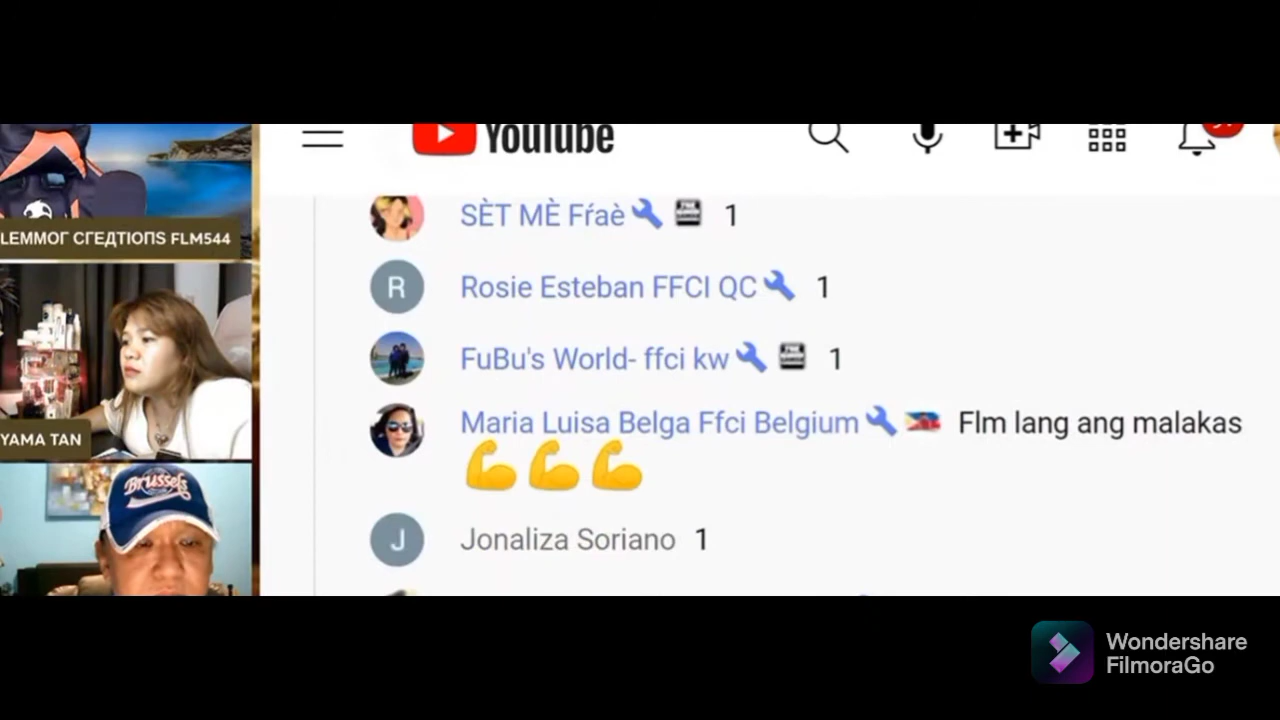 YouTube
LEMMOГ CГEДTIOПS FLM544
SÈT MÈ Fŕaè 1
Rosie Esteban FFCI QC 1
R
FuBu's World- ffci kw 1
YAMA TAN
Maria Luisa Belga Ffci Belgium Flm lang ang malakas
Brussels
J
Jonaliza Soriano 1
Wondershare
FilmoraGo